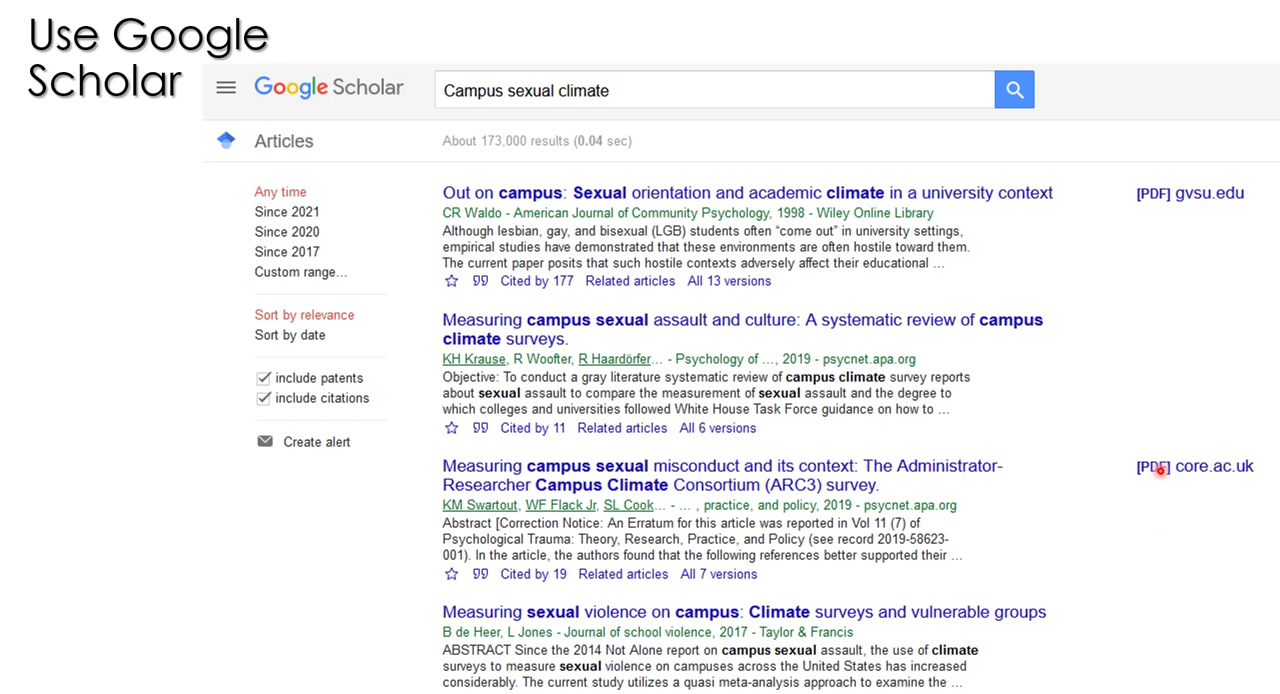 Use Google
Scholar
Google Scholar
Campus sexual climate
Articles
About 173,000 results (0.04 sec)
Any time
Since 2021
Since 2020
Since 2017
Custom range...
Sort by relevance
Sort by date
include patents
include citations
Create alert
Out on campus: Sexual orientation and academic climate in a university context
[PDF] gvsu.edu
CR Waldo - American Journal of Community Psychology, 1998 - Wiley Online Library
Although lesbian, gay, and bisexual (LGB) students often “come out” in university settings,
empirical studies have demonstrated that these environments are often hostile toward them.
The current paper posits that such hostile contexts adversely affect their educational ...
Cited by 177 Related articles All 13 versions
Measuring campus sexual assault and culture: A systematic review of campus
climate surveys.
KH Krause, R Woofter, R Haardörfer... - Psychology of ..., 2019 - psycnet.apa.org
Objective: To conduct a gray literature systematic review of campus climate survey reports
about sexual assault to compare the measurement of sexual assault and the degree to
which colleges and universities followed White House Task Force guidance on how to ...
Cited by 11 Related articles All 6 versions
Measuring campus sexual misconduct and its context: The Administrator-
Researcher Campus Climate Consortium (ARC3) survey.
[PDF] core.ac.uk
KM Swartout, WF Flack Jr, SL Cook... - ... , practice, and policy, 2019 - psycnet.apa.org
Abstract [Correction Notice: An Erratum for this article was reported in Vol 11 (7) of
Psychological Trauma: Theory, Research, Practice, and Policy (see record 2019-58623-
001). In the article, the authors found that the following references better supported their ...
Cited by 19 Related articles All 7 versions
Measuring sexual violence on campus: Climate surveys and vulnerable groups
B de Heer, L Jones - Journal of school violence, 2017 - Taylor & Francis
ABSTRACT Since the 2014 Not Alone report on campus sexual assault, the use of climate
surveys to measure sexual violence on campuses across the United States has increased
considerably. The current study utilizes a quasi meta-analysis approach to examine the ...